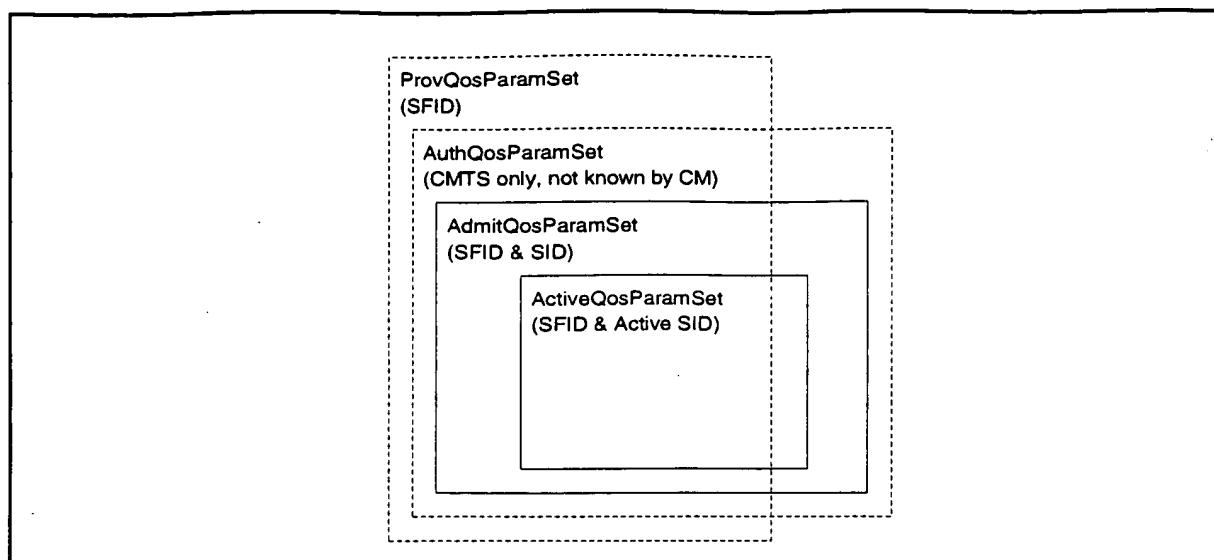 ProvQosParamSet
(SFID)
AuthQosParamSet
(CMTS only, not known by CM)
AdmitQosParamSet
(SFID & SID)
ActiveQosParamSet
(SFID & Active SID)